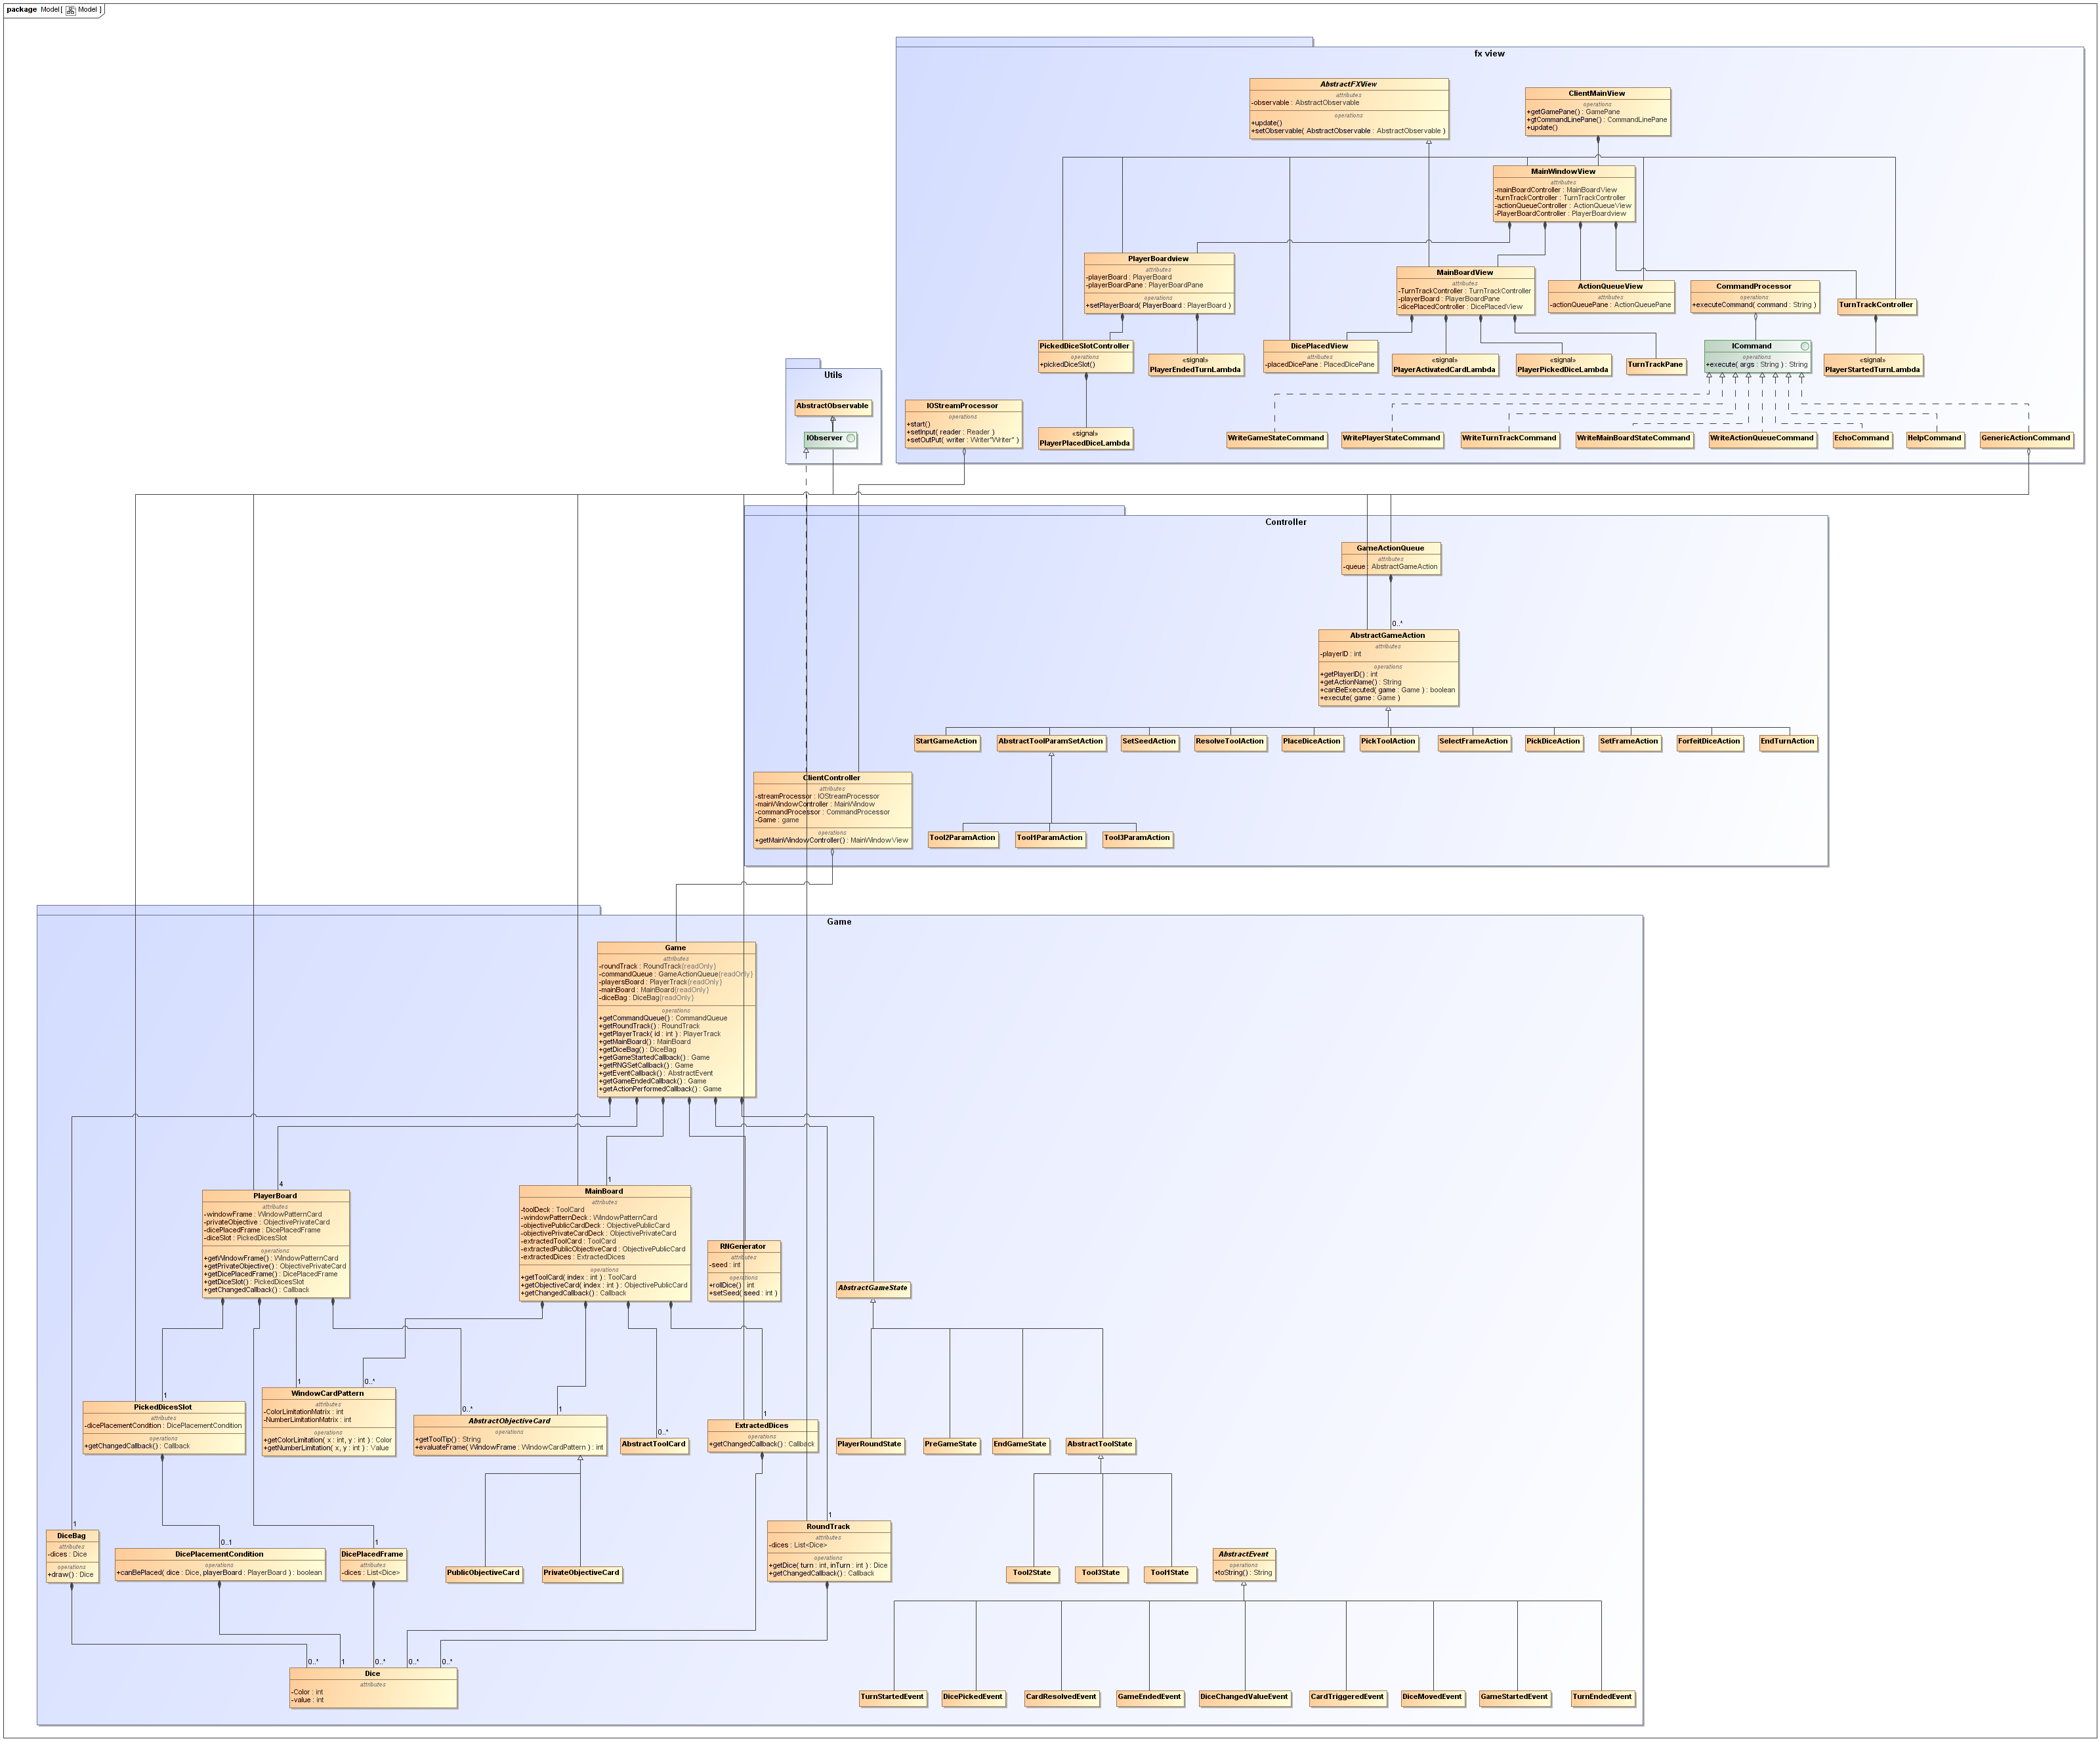 package Model[ Model ]
fx view
AbstractFXView
attributes
-observable : AbstractObservable
operations
+update()
+setObservable( AbstractObservable : AbstractObservable )
ClientMainView
operations
+getGamePane() : GamePane
+gtCommandLinePane() : CommandLinePane
+update()
MainWindowView
attributes
-mainBoardController : MainBoardView
-turnTrackController : TurnTrackController
-actionQueueController : ActionQueueView
-PlayerBoardController : PlayerBoardview
PlayerBoardview
attributes
-playerBoard : PlayerBoard
-playerBoardPane : PlayerBoardPane
operations
+setPlayerBoard( PlayerBoard : PlayerBoard )
MainBoardView
attributes
-TurnTrackController : TurnTrackController
-playerBoard : PlayerBoardPane
-dicePlacedController : DicePlacedView
ActionQueueView
attributes
-actionQueuePane : ActionQueuePane
CommandProcessor
operations
+executeCommand( command : String )
TurnTrackController
PickedDiceSlotController
operations
+pickedDiceSlot()
«signal»
PlayerEndedTurnLambda
DicePlacedView
attributes
-placedDicePane : PlacedDicePane
«signal»
PlayerActivatedCardLambda
«signal»
PlayerPickedDiceLambda
TurnTrackPane
ICommand
operations
+execute( args : String ) : String
«signal»
PlayerStartedTurnLambda
Utils
AbstractObservable
IObserver
IOStreamProcessor
operations
+start()
+setInput( reader : Reader )
+setOutPut( writer : Writer"Writer" )
«signal»
PlayerPlacedDiceLambda
WriteGameStateCommand
WritePlayerStateCommand
WriteTurnTrackCommand
WriteMainBoardStateCommand
WriteActionQueueCommand
EchoCommand
HelpCommand
GenericActionCommand
Controller
GameActionQueue
attributes
-queue : AbstractGameAction
0..*
AbstractGameAction
attributes
-playerID : int
operations
+getPlayerID() : int
+getActionName() : String
+canBeExecuted( game : Game ) : boolean
+execute( game : Game )
StartGameAction
AbstractToolParamSetAction
SetSeedAction
ResolveToolAction
PlaceDiceAction
PickToolAction
SelectFrameAction
PickDiceAction
SetFrameAction
ForfeitDiceAction
EndTurnAction
ClientController
attributes
-streamProcessor : IOStreamProcessor
-mainWindowController : MainWindow
-commandProcessor : CommandProcessor
-Game : game
operations
+getMainWindowController() : MainWindowView
Tool2ParamAction
Tool1ParamAction
Tool3ParamAction
Game
Game
attributes
-roundTrack : RoundTrack{readOnly}
-commandQueue : GameActionQueue{readOnly}
-playersBoard : PlayerTrack{readOnly}
-mainBoard : MainBoard{readOnly}
-diceBag : DiceBag{readOnly}
operations
+getCommandQueue() : CommandQueue
+getRoundTrack() : RoundTrack
+getPlayerTrack( id : int ) : PlayerTrack
+getMainBoard() : MainBoard
+getDiceBag() : DiceBag
+getGameStartedCallback() : Game
+getRNGSetCallback() : Game
+getEventCallback() : AbstractEvent
+getGameEndedCallback() : Game
+getActionPerformedCallback() : Game
4
1
PlayerBoard
attributes
-windowFrame : WindowPatternCard
-privateObjective : ObjectivePrivateCard
-dicePlacedFrame : DicePlacedFrame
-diceSlot : PickedDicesSlot
operations
+getWindowFrame() : WindowPatternCard
+getPrivateObjective() : ObjectivePrivateCard
+getDicePlacedFrame() : DicePlacedFrame
+getDiceSlot() : PickedDicesSlot
+getChangedCallback() : Callback
MainBoard
attributes
-toolDeck : ToolCard
-windowPatternDeck : WindowPatternCard
-objectivePublicCardDeck : ObjectivePublicCard
-objectivePrivateCardDeck : ObjectivePrivateCard
-extractedToolCard : ToolCard
-extractedPublicObjectiveCard : ObjectivePublicCard
-extractedDices : ExtractedDices
operations
+getToolCard( index : int ) : ToolCard
+getObjectiveCard( index : int ) : ObjectivePublicCard
+getChangedCallback() : Callback
RNGenerator
attributes
-seed : int
operations
+rollDice() : int
+setSeed( seed : int )
AbstractGameState
1
1
0..*
0..*
1
0..*
1
PickedDicesSlot
attributes
-dicePlacementCondition : DicePlacementCondition
operations
+getChangedCallback() : Callback
WindowCardPattern
attributes
-ColorLimitationMatrix : int
-NumberLimitationMatrix : int
operations
+getColorLimitation( x : int, y : int ) : Color
+getNumberLimitation( x, y : int ) : Value
AbstractObjectiveCard
operations
+getToolTip() : String
+evaluateFrame( WindowFrame : WindowCardPattern ) : int
AbstractToolCard
ExtractedDices
operations
+getChangedCallback() : Callback
PlayerRoundState
PreGameState
EndGameState
AbstractToolState
1
0..1
1
1
DiceBag
attributes
-dices : Dice
operations
+draw() : Dice
DicePlacementCondition
operations
+canBePlaced( dice : Dice, playerBoard : PlayerBoard ) : boolean
DicePlacedFrame
attributes
-dices : List<Dice>
PublicObjectiveCard
PrivateObjectiveCard
RoundTrack
attributes
-dices : List<Dice>
operations
+getDice( turn : int, inTurn : int ) : Dice
+getChangedCallback() : Callback
Tool2State
Tool3State
Tool1State
AbstractEvent
operations
+toString() : String
0..*
1
0..*
0..*
0..*
Dice
attributes
-Color : int
-value : int
TurnStartedEvent
DicePickedEvent
CardResolvedEvent
GameEndedEvent
DiceChangedValueEvent
CardTriggeredEvent
DiceMovedEvent
GameStartedEvent
TurnEndedEvent